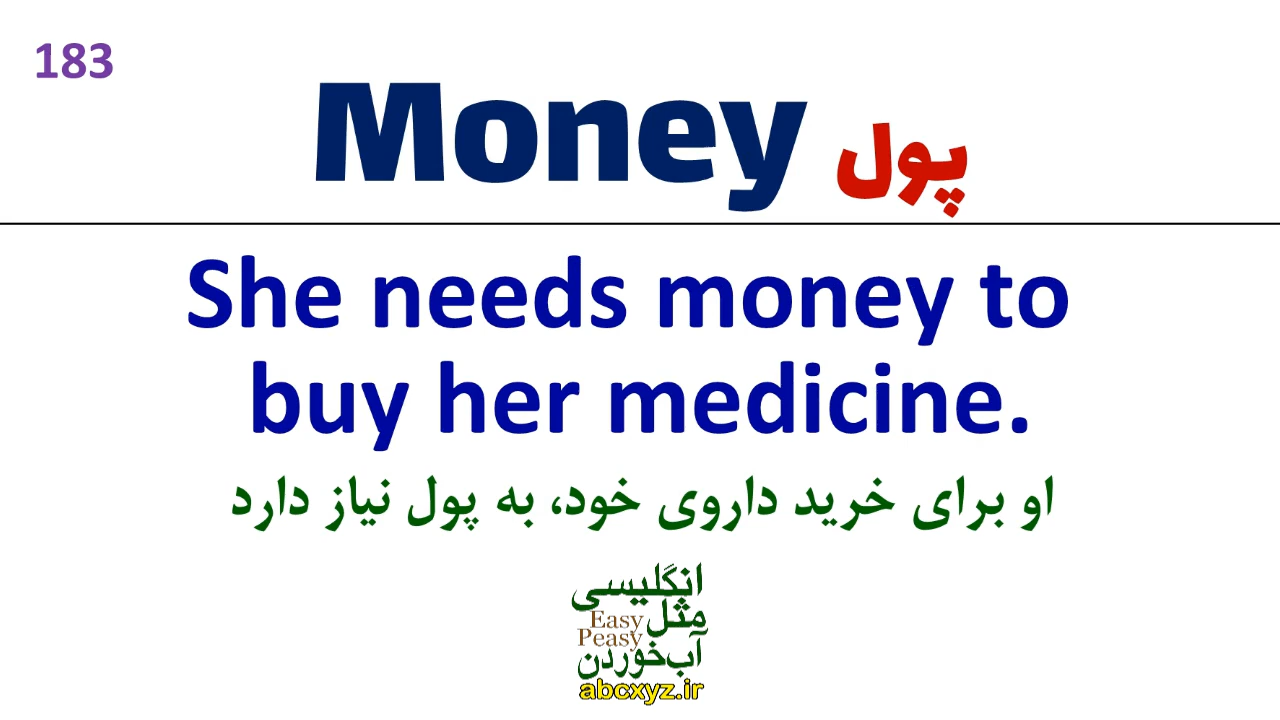 183
Money پول
She needs money to
buy her medicine.
او برای خرید داروی خود، به پول نیاز دارد
انگلیسی
مثل Easy
Peasy
آب‌خوردن
abcxyz.ir